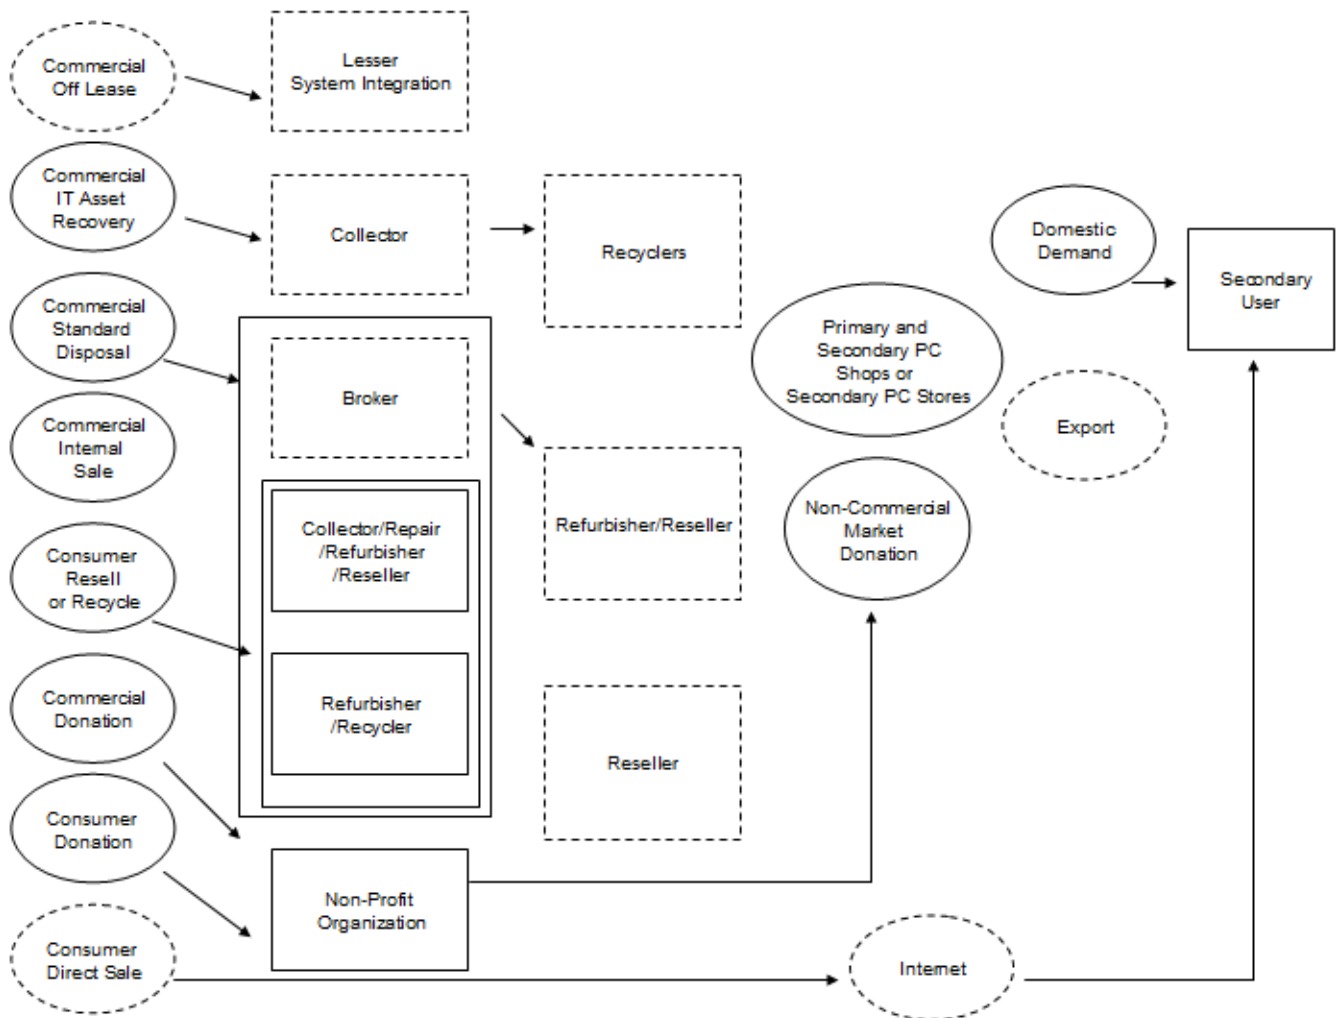 Commercial
Off Lease
Lesser
System Integration
Commercial
IT Asset
Recovery
Collector
Recyclers
Domestic
Demand
Secondary
User
Commercial
Standard
Disposal
Broker
Primary and
Secondary PC
Shops or
Secondary PC Stores
Export
Commercial
Internal
Sale
Collector/Repair
/Refurbisher
/Reseller
Refurbisher/Reseller
Non-Commercial
Market
Donation
Consumer
Resell
or Recycle
Commercial
Donation
Refurbisher
/Recycler
Reseller
Consumer
Donation
Non-Profit
Organization
Consumer
Direct Sale
Internet